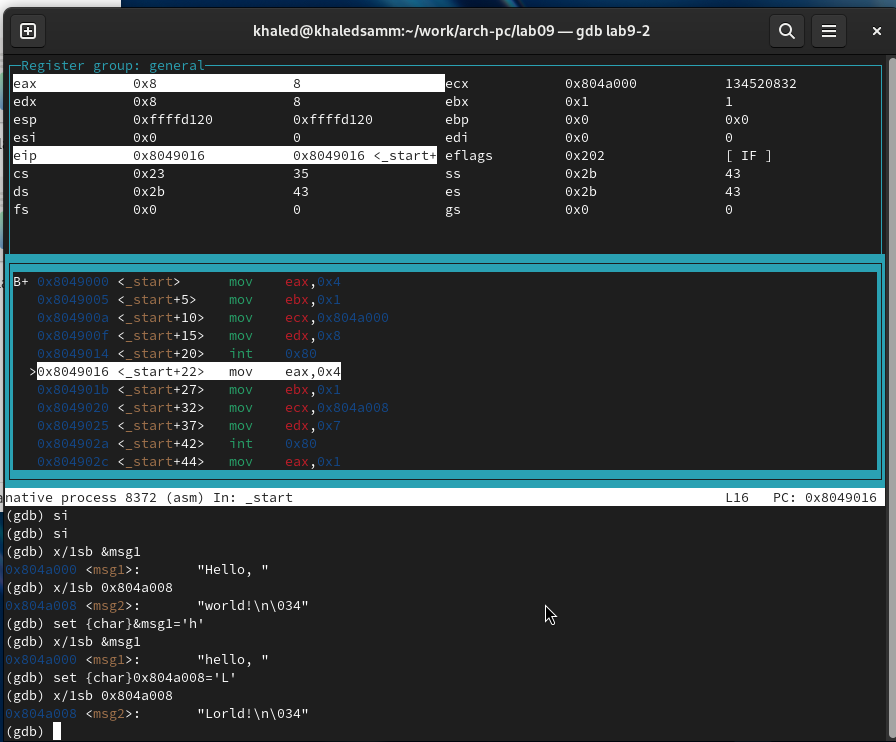 khaled@khaledsamm:~/work/arch-pc/lab09 — gdb lab9-2
Register group: general
eax 0x8 8 ecx 0x804a000 134520832
edx 0x8 8 ebx 0x1 1
esp 0xffffd120 0xffffd120 ebp 0x0 0x0
esi 0x0 0 edi 0x0 0
eip 0x8049016 0x8049016 <_start+ eflags 0x202 [ IF ]
cs 0x23 35 ss 0x2b 43
ds 0x2b 43 es 0x2b 43
fs 0x0 0 gs 0x0 0
B+ 0x8049000 <_start> mov eax,0x4
0x8049005 <_start+5> mov ebx,0x1
0x804900a <_start+10> mov ecx,0x804a000
0x804900f <_start+15> mov edx,0x8
0x8049014 <_start+20> int 0x80
>0x8049016 <_start+22> mov eax,0x4
0x804901b <_start+27> mov ebx,0x1
0x8049020 <_start+32> mov ecx,0x804a008
0x8049025 <_start+37> mov edx,0x7
0x804902a <_start+42> int 0x80
0x804902c <_start+44> mov eax,0x1
native process 8372 (asm) In: _start L16 PC: 0x8049016
(gdb) si
(gdb) si
(gdb) x/1sb &msg1
0x804a000 <msg1>: "Hello, "
(gdb) x/1sb 0x804a008
0x804a008 <msg2>: "world!\n\034"
(gdb) set {char}&msg1='h'
(gdb) x/1sb &msg1
0x804a000 <msg1>: "hello, "
(gdb) set {char}0x804a008='L'
(gdb) x/1sb 0x804a008
0x804a008 <msg2>: "Lorld!\n\034"
(gdb)